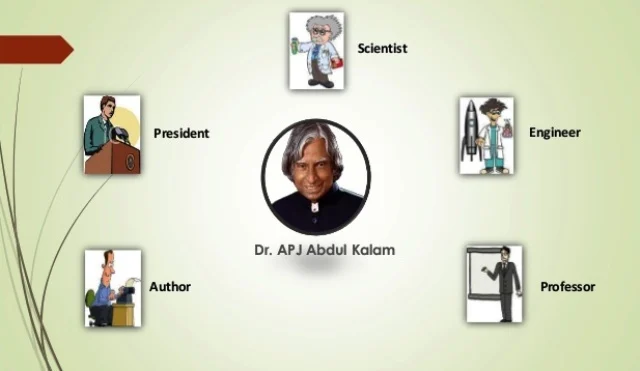 Scientist
President
Engineer
Dr. APJ Abdul Kalam
Author
Professor